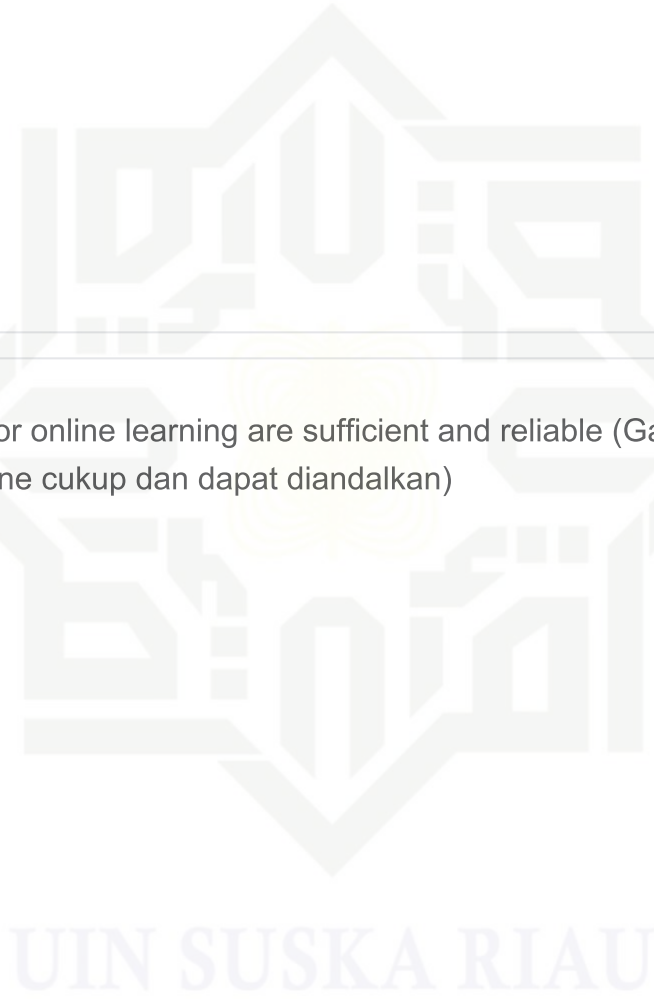 or online learning are sufficient and reliable (Ga
ne cukup dan dapat diandalkan)
UIN SUSKA RIAU